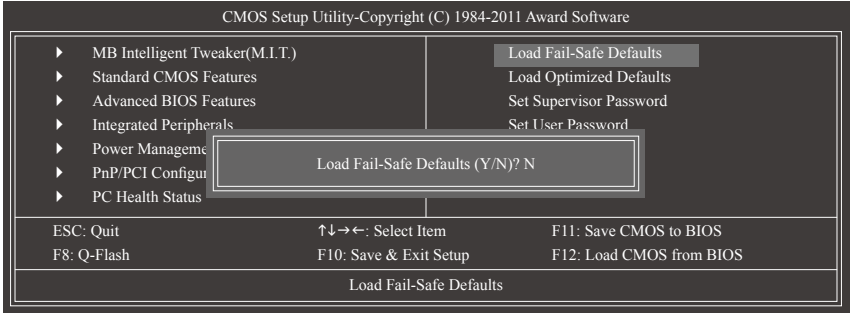 CMOS Setup Utility-Copyright (C) 1984-2011 Award Software
MB Intelligent Tweaker(M.I.T.)
Standard CMOS Features
Advanced BIOS Features
Integrated Peripherals
Power Manageme
PnP/PCI Configur
PC Health Status
Load Fail-Safe Defaults
Load Optimized Defaults
Set Supervisor Password
Set User Password
Load Fail-Safe Defaults (Y/N)? N
ESC: Quit
↑↓→←: Select Item
F11: Save CMOS to BIOS
F8: Q-Flash
F10: Save & Exit Setup
F12: Load CMOS from BIOS
Load Fail-Safe Defaults